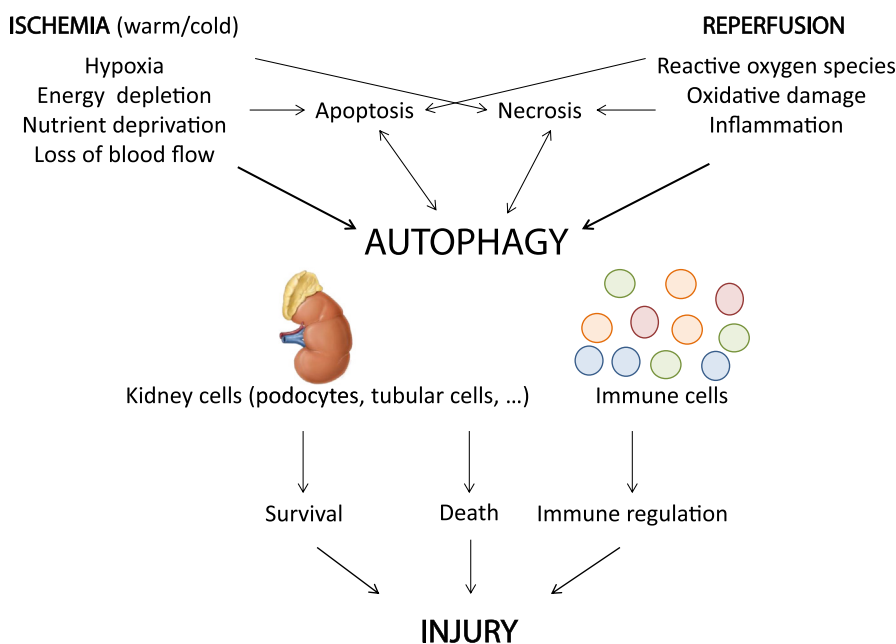 ISCHEMIA (warm/cold)
REPERFUSION
Hypoxia
Energy depletion
Nutrient deprivation
Loss of blood flow
Reactive oxygen species
Oxidative damage
Inflammation
Apoptosis
Necrosis
AUTOPHAGY
Kidney cells (podocytes, tubular cells, ...)
Immune cells
Survival
Death
Immune regulation
INJURY